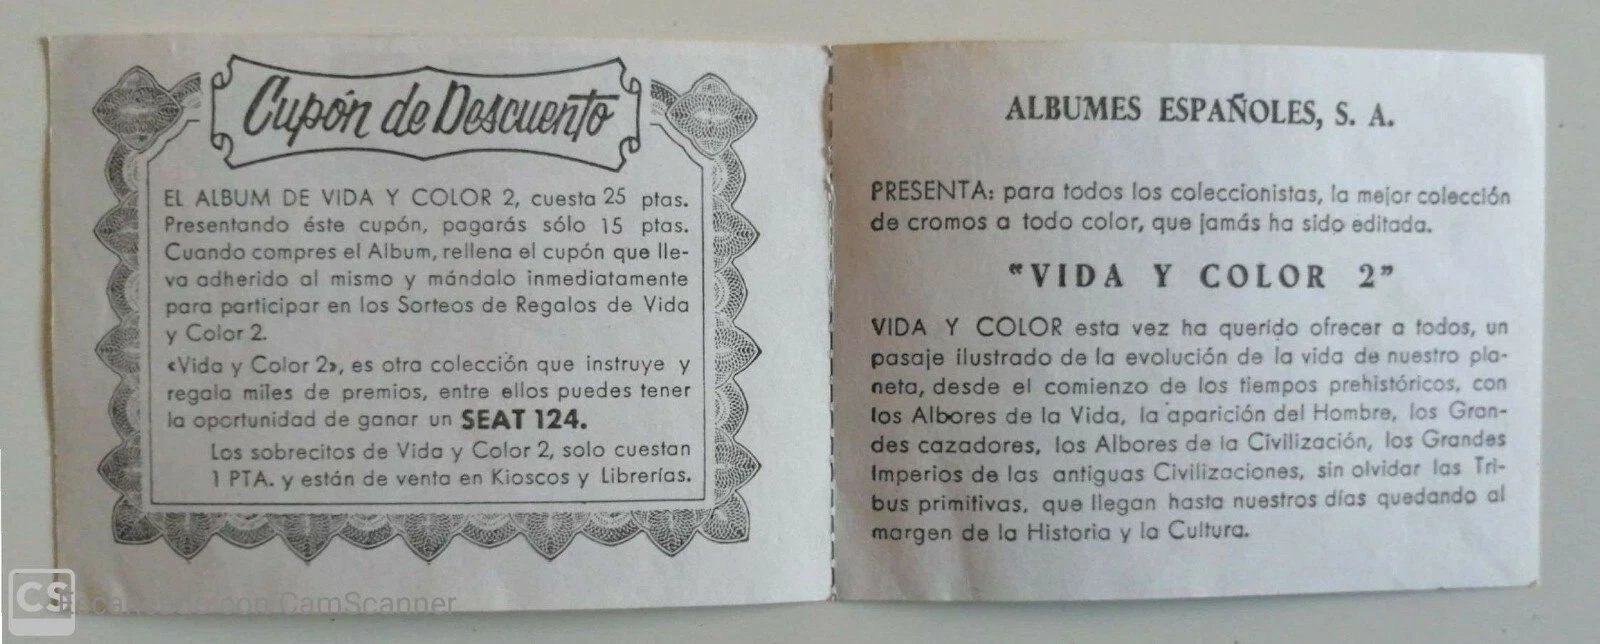 Cupón de Descuento
EL ALBUM DE VIDA Y COLOR 2, cuesta 25 ptas.
Presentando éste cupón, pagarás sólo 15 ptas.
Cuando compres el Album, rellena el cupón que lle-
va adherido al mismo y mándalo inmediatamente
para participar en los Sorteos de Regalos de Vida
y Color 2.
«Vida y Color 2», es otra colección que instruye y
regala miles de premios, entre ellos puedes tener
la oportunidad de ganar un SEAT 124.
Los sobrecitos de Vida y Color 2, solo cuestan
1 PTA. y están de venta en Kioscos y Librerías.
ALBUMES ESPAÑOLES, S. A.
PRESENTA: para todos los coleccionistas, la mejor colección
de cromos a todo color, que jamás ha sido editada.
"VIDA Y COLOR 2"
VIDA Y COLOR esta vez ha querido ofrecer a todos, un
pasaje ilustrado de la evolución de la vida de nuestro pla-
neta, desde el comienzo de los tiempos prehistóricos, con
los Albores de la Vida, la aparición del Hombre, los Gran-
des cazadores, los Albores de la Civilización, los Grandes
Imperios de las antiguas Civilizaciones, sin olvidar las Tri-
bus primitivas, que llegan hasta nuestros días quedando al
margen de la Historia y la Cultura.
CS Escaneado con CamScanner